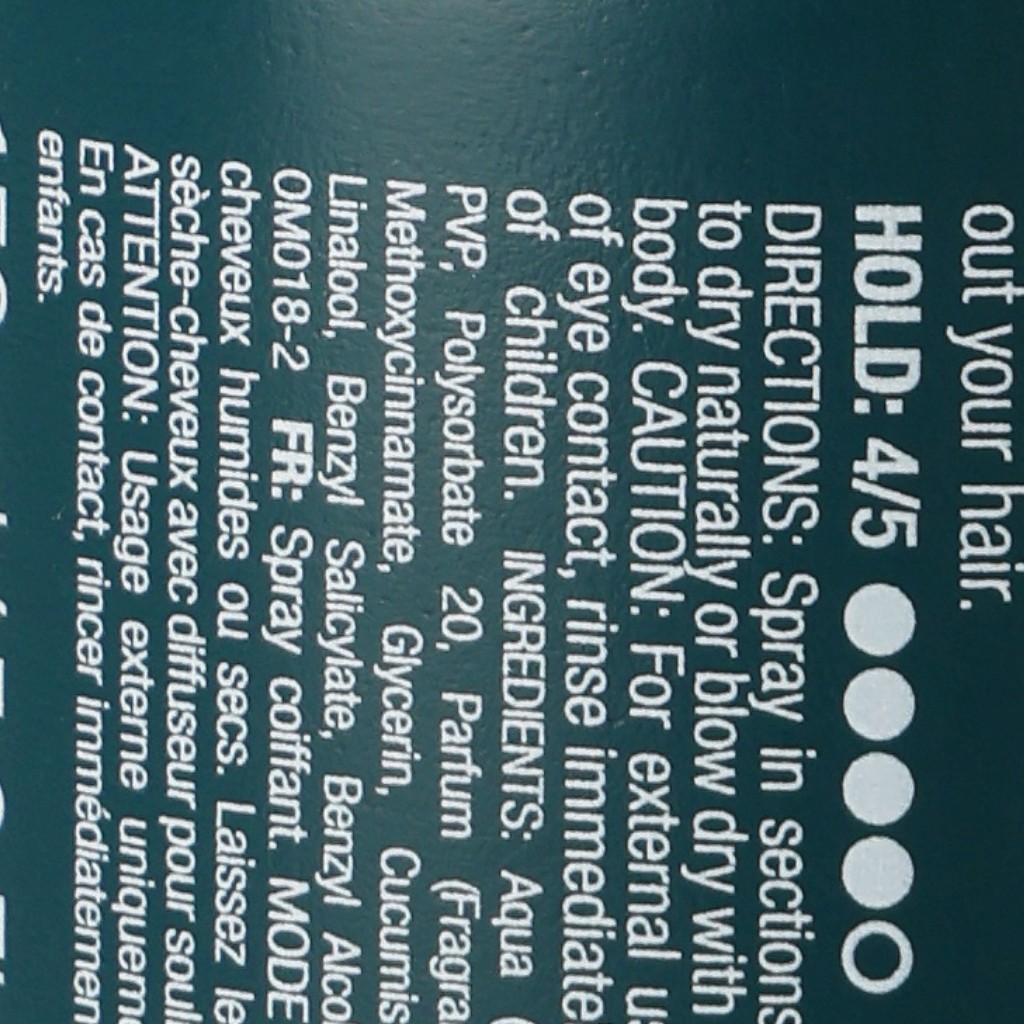 out your hair.
HOLD: 4/5
DIRECTIONS: Spray in sections
to dry naturally or blow dry with
body. CAUTION: For external
of eye contact, rinse
of children. INGREDIENTS: Aqua
PVP, Polysorbate 20, Parfum
Methoxycinnamate, Glycerin, Cucumis
Linalool, Benzyl Salicylate, Benzyl
OM018-2 FR: Spray coiffant. MODE
cheveux humides ou secs. Laissez
sèche-cheveux avec diffuseur pour
ATTENTION: Usage externe
En cas de contact, rincer
enfants.